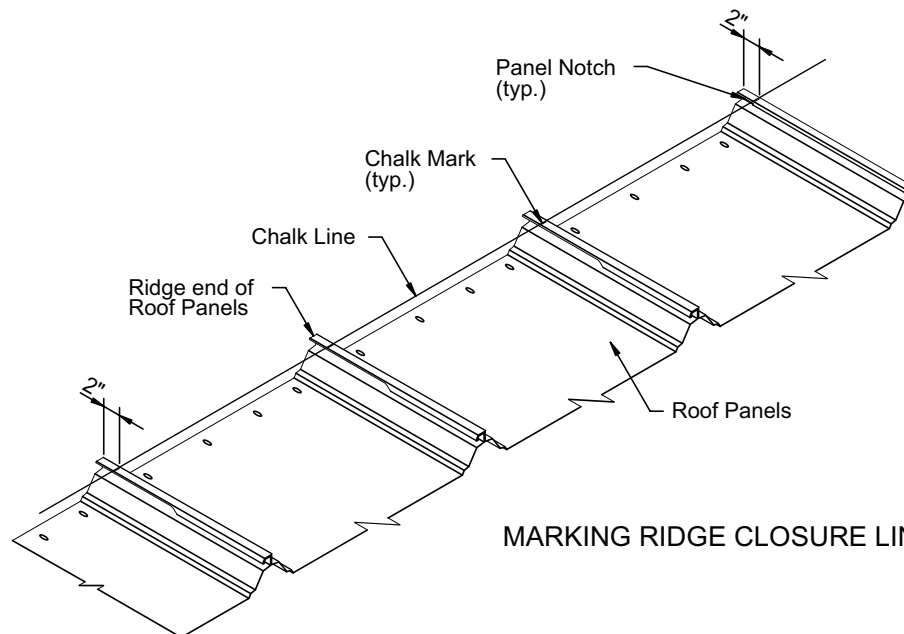 2"
Panel Notch
(typ.)
Chalk Mark
(typ.)
Chalk Line
Ridge end of
Roof Panels
2"
Roof Panels
MARKING RIDGE CLOSURE LIN